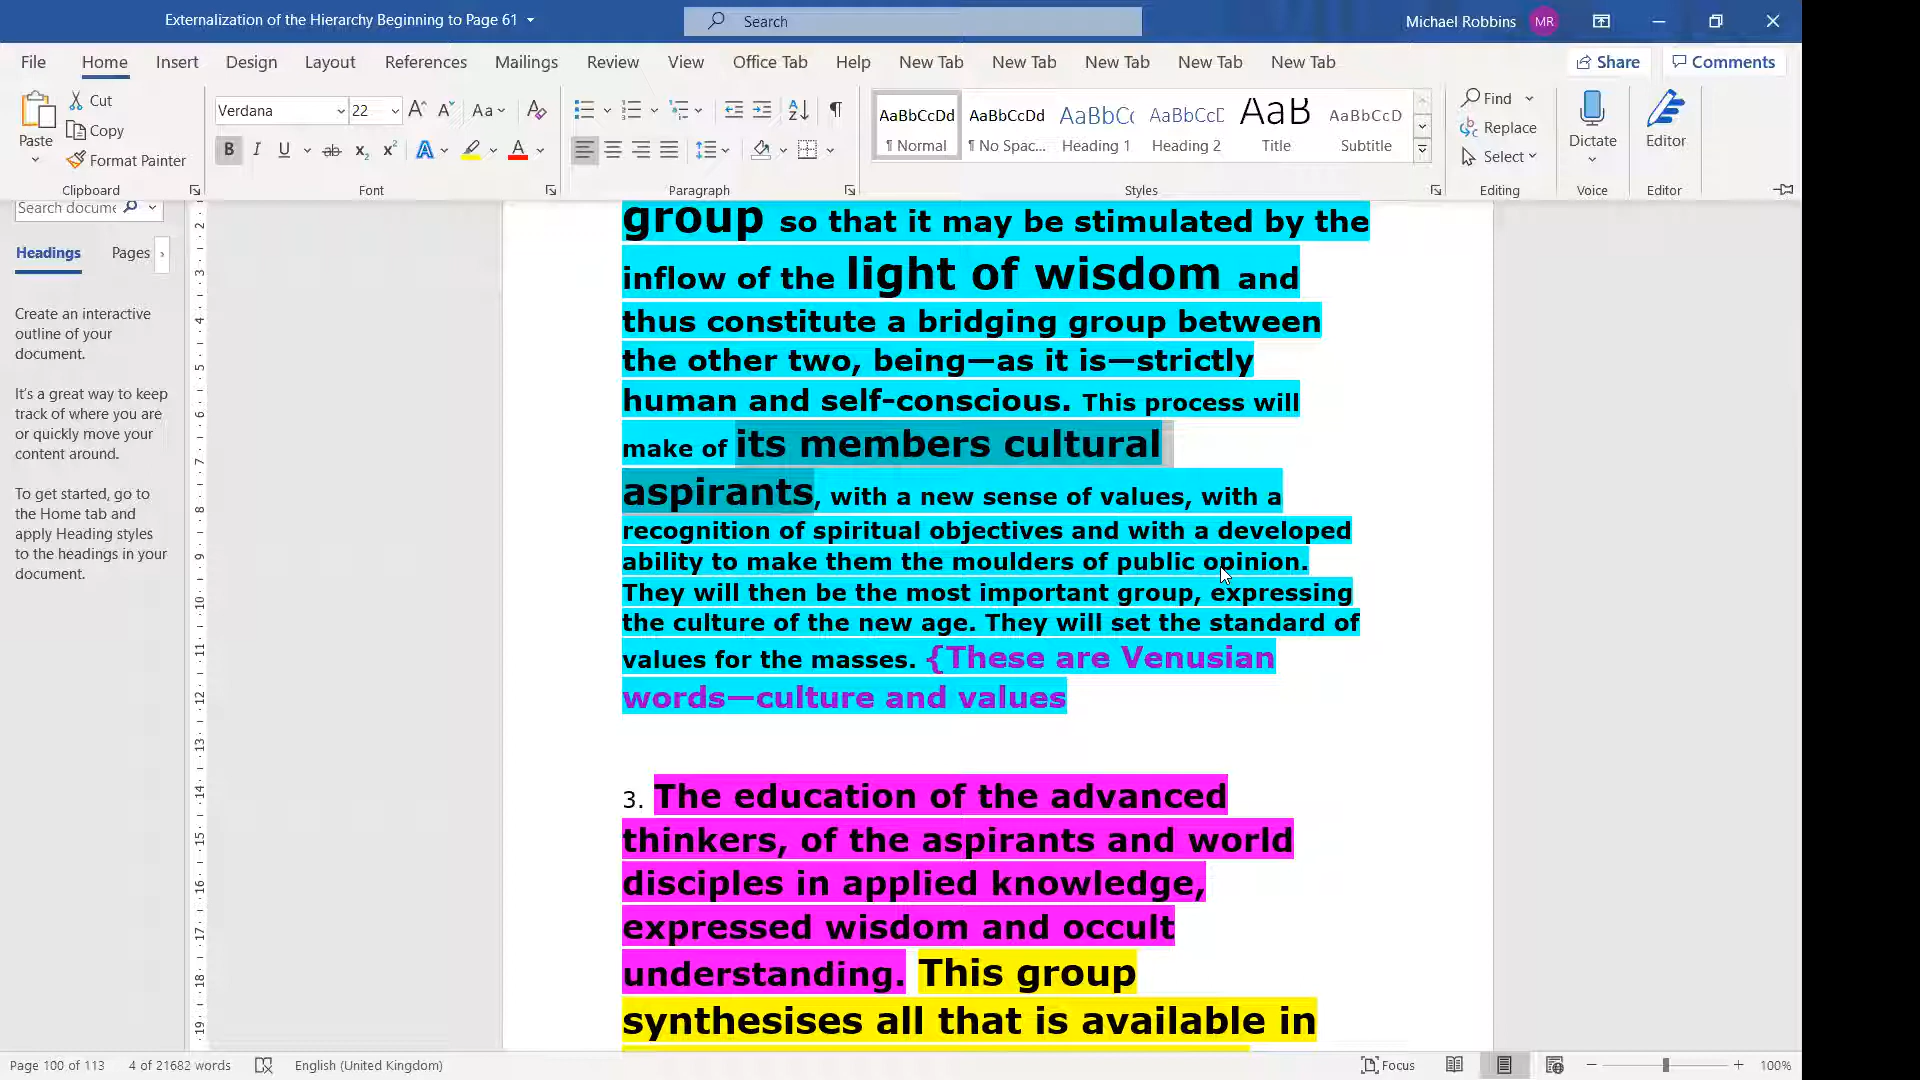 Externalization of the Hierarchy Beginning to Page 61
Search
Michael Robbins
MR
File
Home
Insert
Design
Layout
References
Mailings
Review
View
Office Tab
Help
New Tab
New Tab
New Tab
New Tab
New Tab
Share
Comments
Paste
Cut
Copy
Format Painter
Clipboard
Verdana
22
Font
Paragraph
AaBbCcDd
¶ Normal
AaBbCcDd
¶ No Spac...
AaBbCc
Heading 1
AaBbCcD
Heading 2
AaB
Title
AaBbCcD
Subtitle
Styles
Find
Replace
Select
Editing
Dictate
Voice
Editor
Editor
Search docume
Headings
Pages
Create an interactive
outline of your
document.
It's a great way to keep
track of where you are
or quickly move your
content around.
To get started, go to
the Home tab and
apply Heading styles
to the headings in your
document.
group so that it may be stimulated by the
inflow of the light of wisdom and
thus constitute a bridging group between
the other two, being—as it is—strictly
human and self-conscious. This process will
make of its members cultural
aspirants, with a new sense of values, with a
recognition of spiritual objectives and with a developed
ability to make them the moulders of public opinion.
They will then be the most important group, expressing
the culture of the new age. They will set the standard of
values for the masses. {These are Venusian
words—culture and values
3. The education of the advanced
thinkers, of the aspirants and world
disciples in applied knowledge,
expressed wisdom and occult
understanding. This group
synthesises all that is available in
Page 100 of 113
4 of 21682 words
English (United Kingdom)
Focus
100%